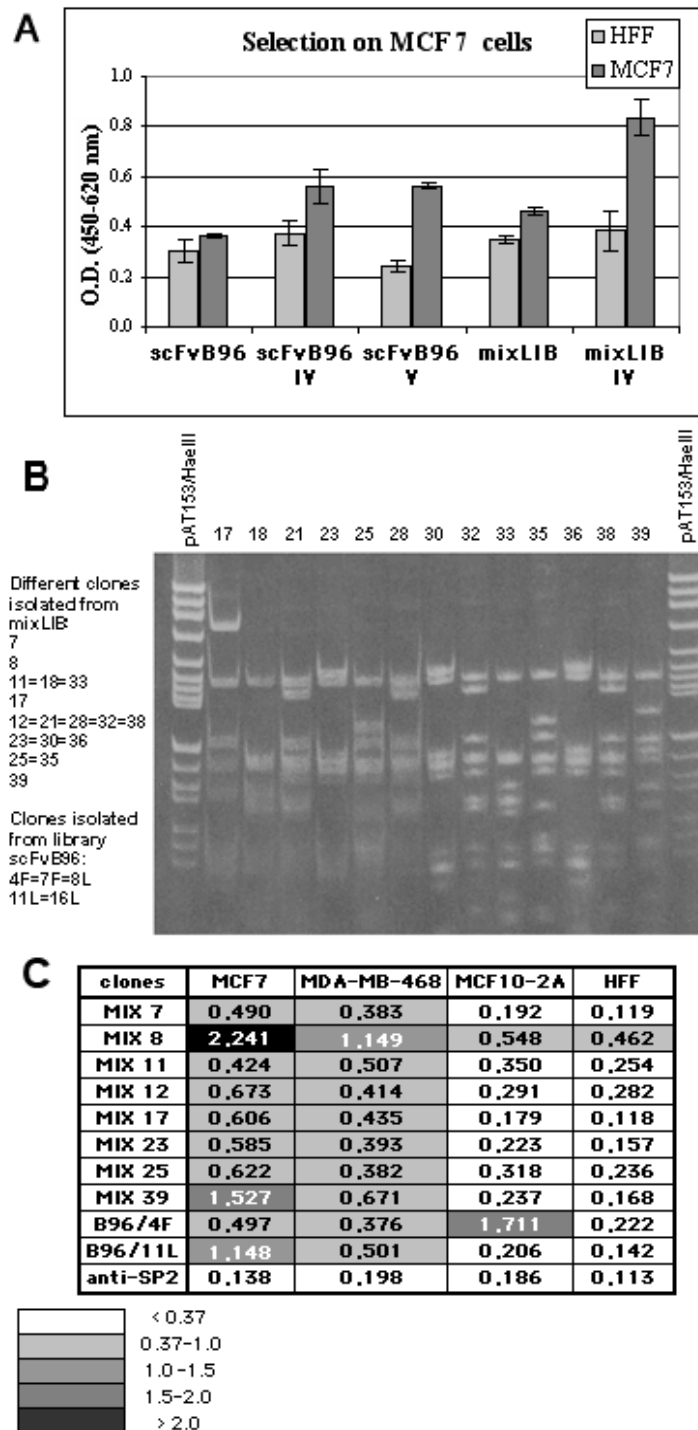 A
Selection on MCF7 cells
HFF
MCF7
O.D. (450-620 nm)
1.0
0.8
0.6
0.4
0.2
0.0
scFvB96
scFvB96 IV
scFvB96 V
mixLIB
mixLIB IV
B
pAT153/HaeIII
17 18 21 23 25 28 30 32 33 35 36 38 39
pAT153/HaeIII
Different clones
isolated from
mixLIB:
7
8
11=18=33
17
12=21=28=32=38
23=30=36
25=35
39
Clones isolated
from library
scFvB96:
4F=7F=8L
11L=16L
C
clones MCF7 MDA-MB-468 MCF10-2A HFF
MIX 7 0.490 0.383 0.192 0.119
MIX 8 2.241 1.149 0.548 0.462
MIX 11 0.424 0.507 0.350 0.254
MIX 12 0.673 0.414 0.291 0.282
MIX 17 0.606 0.435 0.179 0.118
MIX 23 0.585 0.393 0.223 0.157
MIX 25 0.622 0.382 0.318 0.236
MIX 39 1.527 0.671 0.237 0.168
B96/4F 0.497 0.376 1.711 0.222
B96/11L 1.148 0.501 0.206 0.142
anti-SP2 0.138 0.198 0.186 0.113
< 0.37
0.37-1.0
1.0-1.5
1.5-2.0
> 2.0